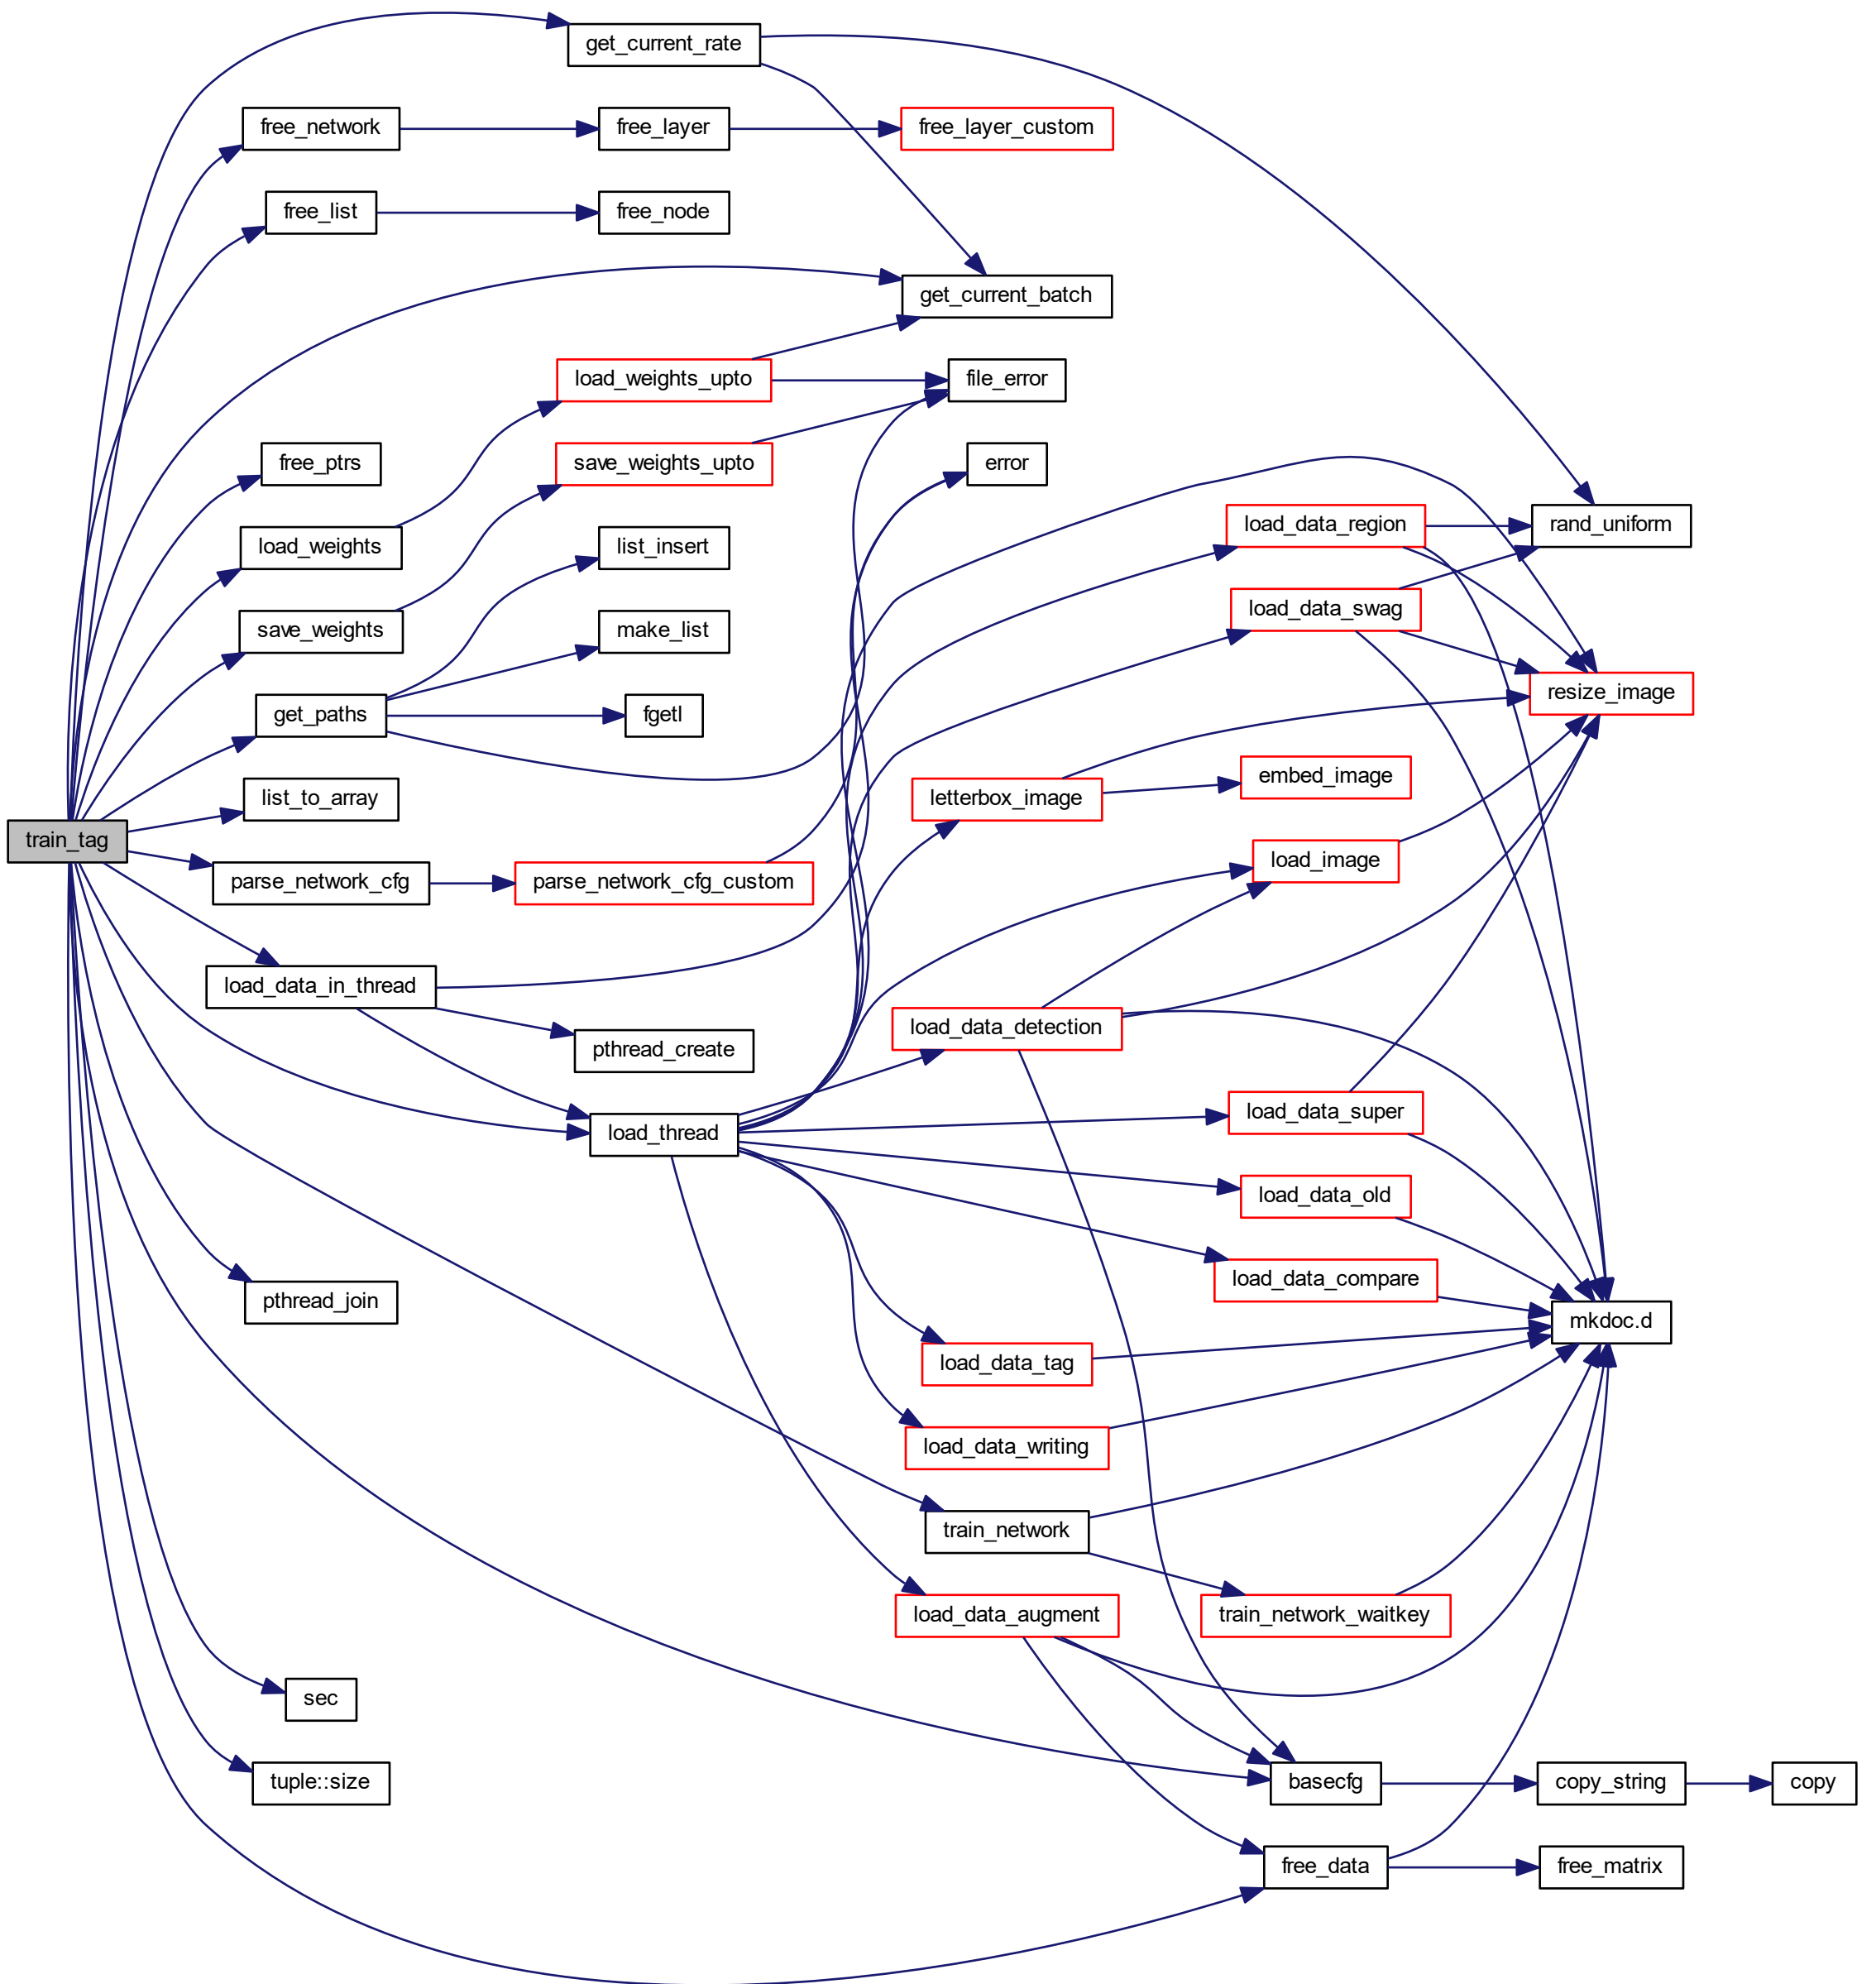 get_current_rate
free_network
free_layer
free_layer_custom
free_list
free_node
get_current_batch
load_weights_upto
file_error
free_ptrs
save_weights_upto
error
load_weights
list_insert
load_data_region
rand_uniform
save_weights
make_list
load_data_swag
get_paths
fgetl
resize_image
list_to_array
letterbox_image
embed_image
train_tag
parse_network_cfg
parse_network_cfg_custom
load_image
load_data_in_thread
load_data_detection
pthread_create
load_thread
load_data_super
load_data_old
pthread_join
load_data_compare
mkdoc.d
load_data_tag
load_data_writing
train_network
load_data_augment
train_network_waitkey
sec
tuple::size
basecfg
copy_string
copy
free_data
free_matrix